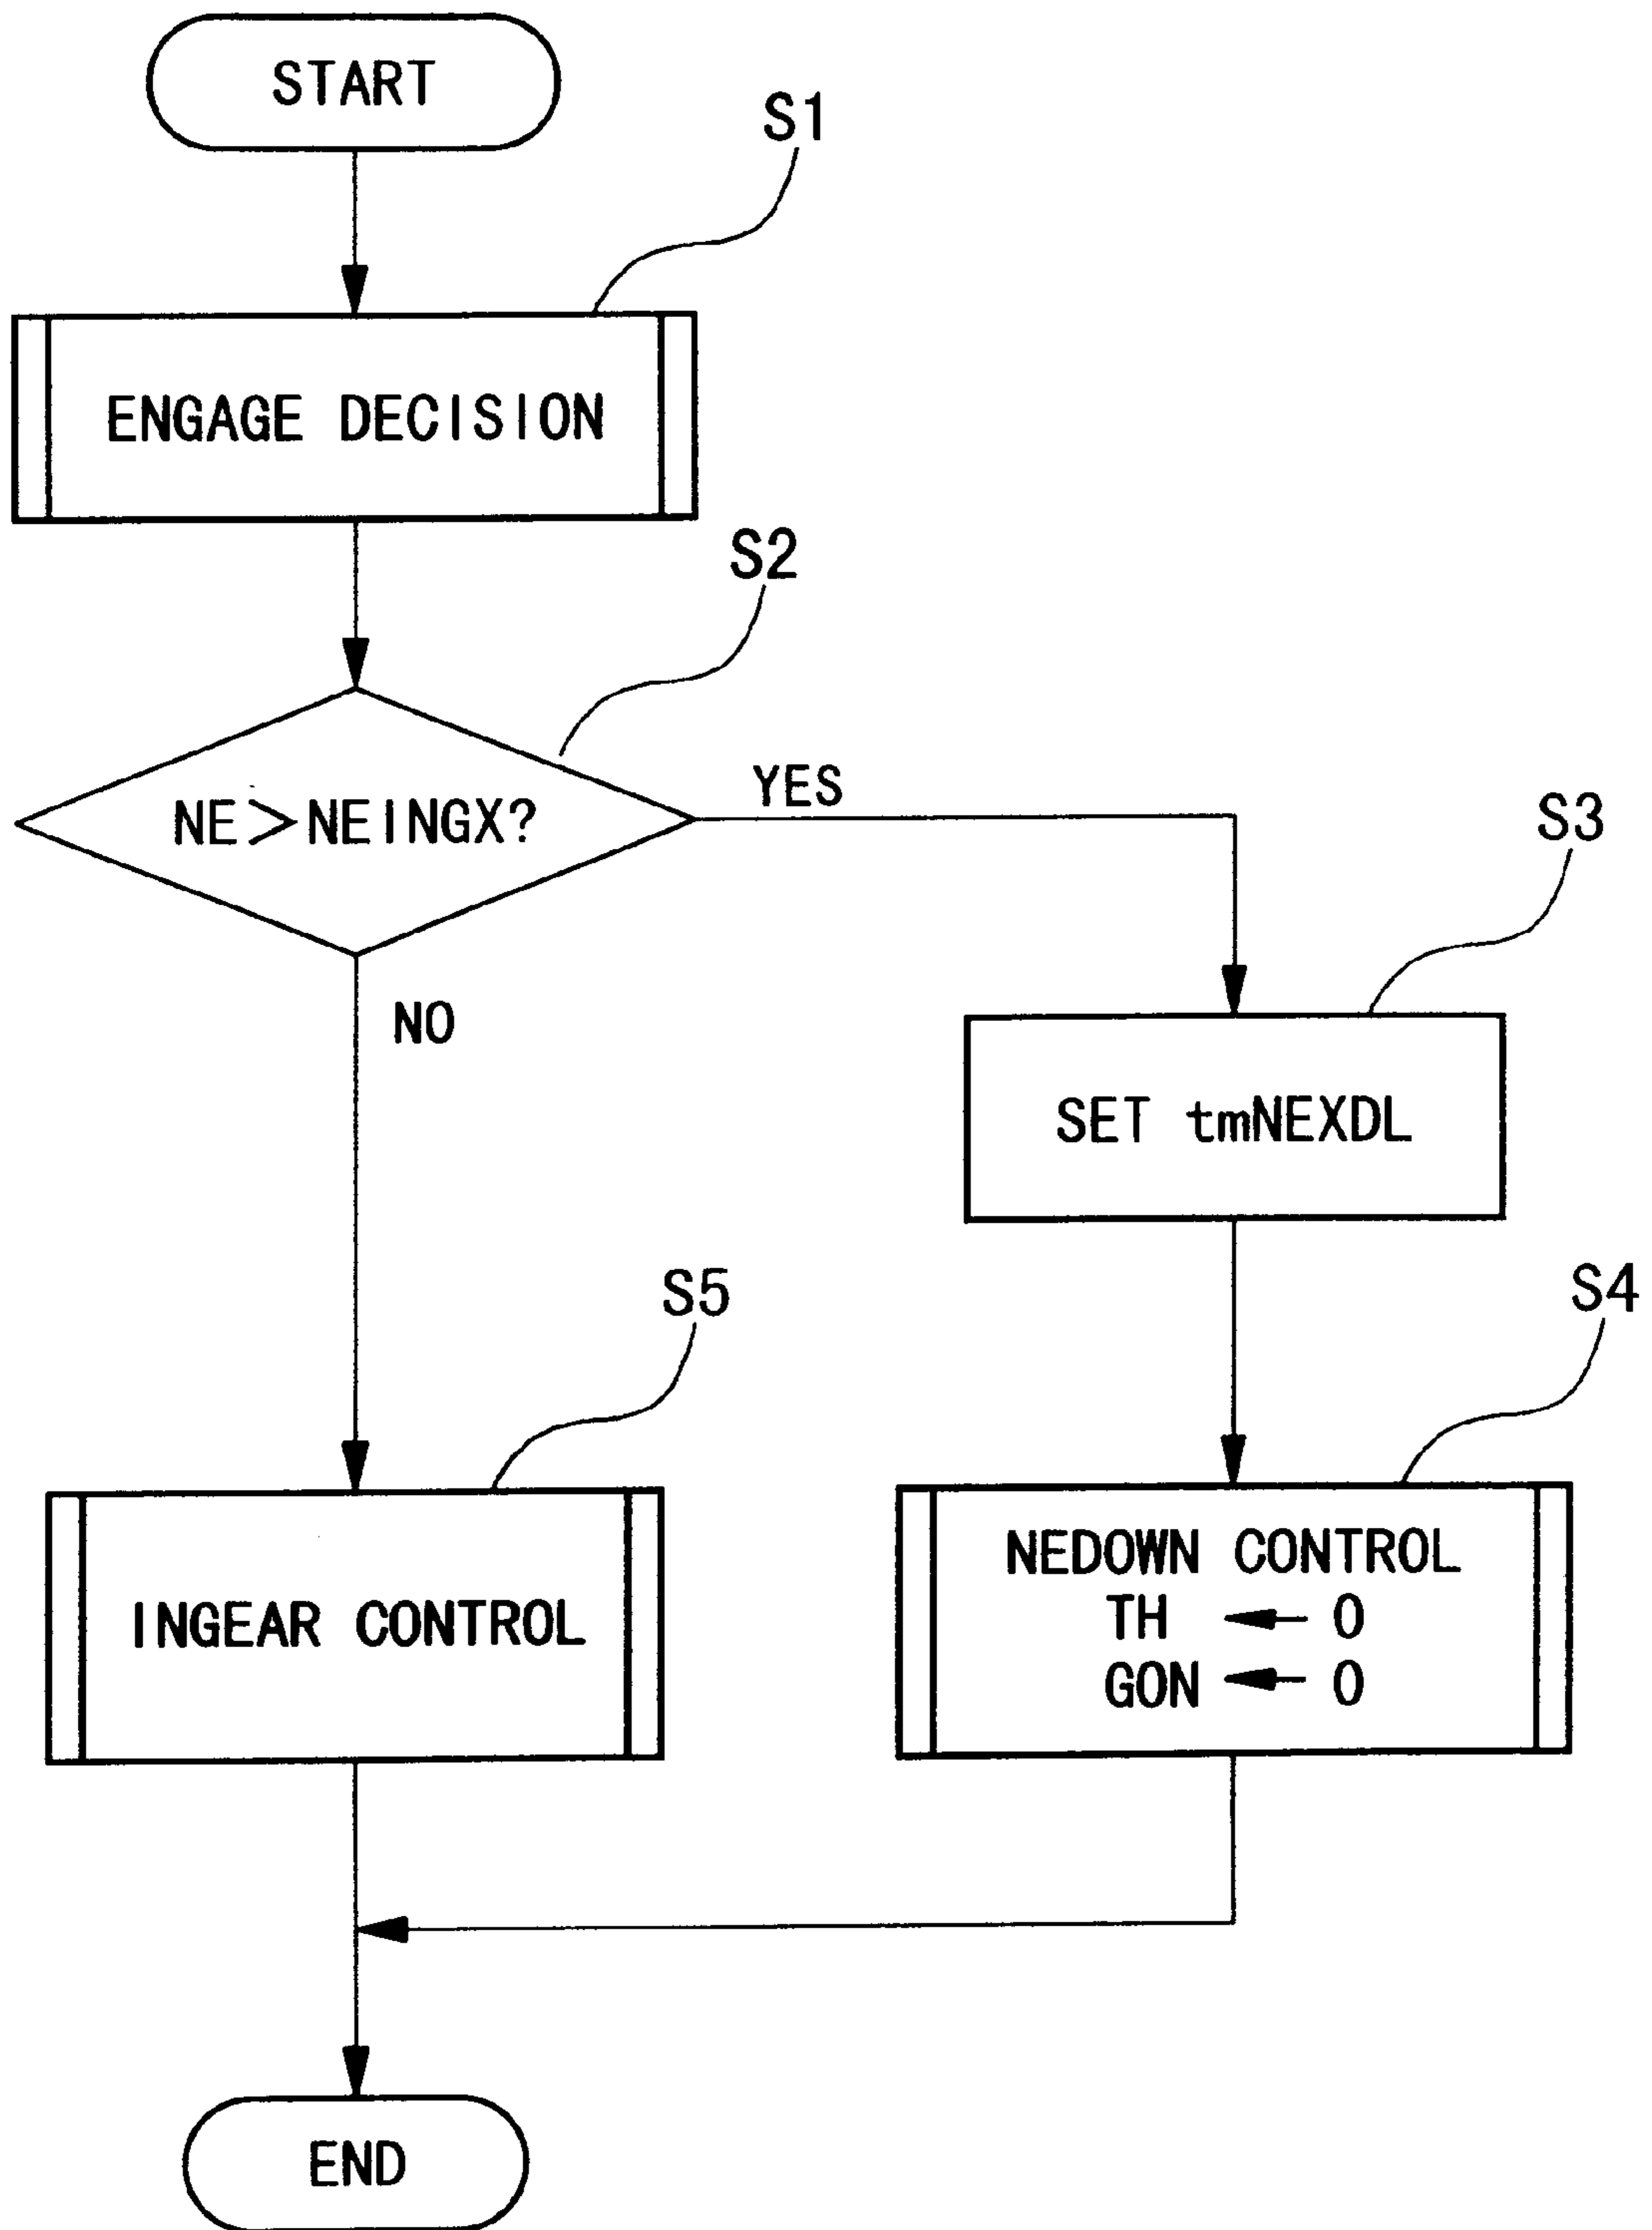 START
S1
ENGAGE DECISION
S2
NE>NEINGX?
YES
NO
S3
SET tmNEXDL
S5
INGEAR CONTROL
S4
NEDOWN CONTROL
TH ← 0
GON ← 0
END